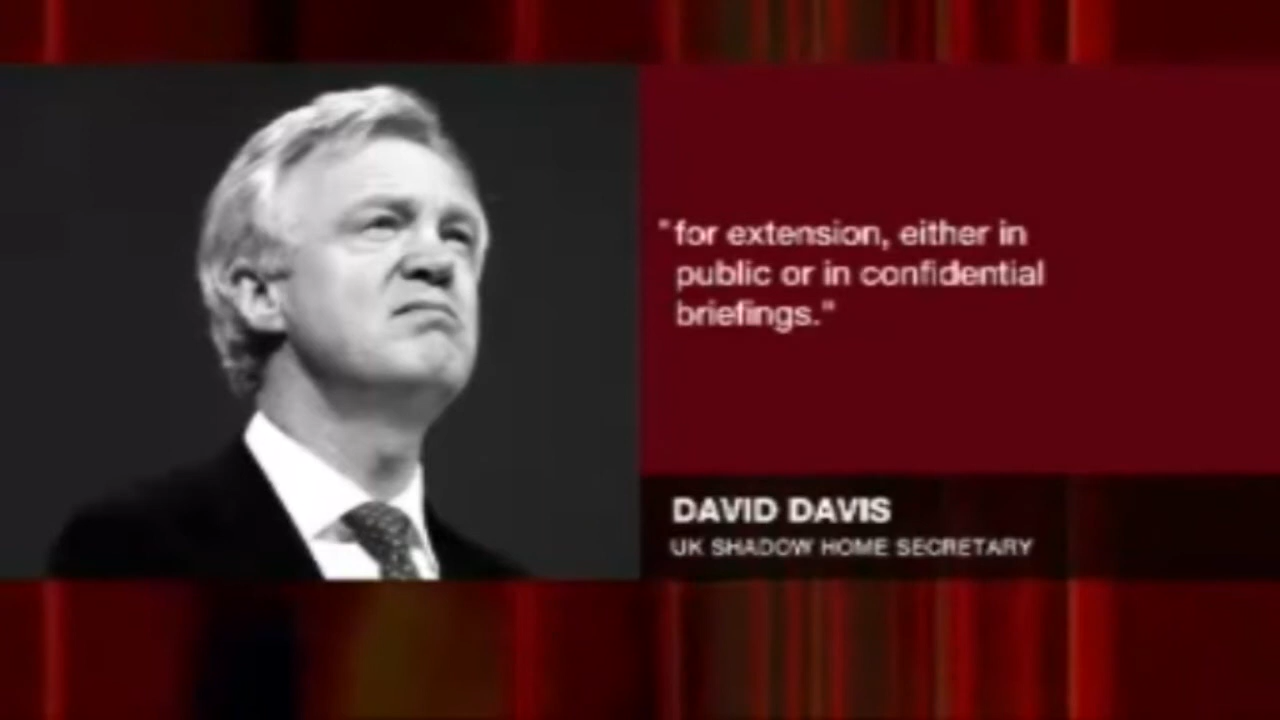 "for extension, either in
public or in confidential
briefings."
DAVID DAVIS
UK SHADOW HOME SECRETARY